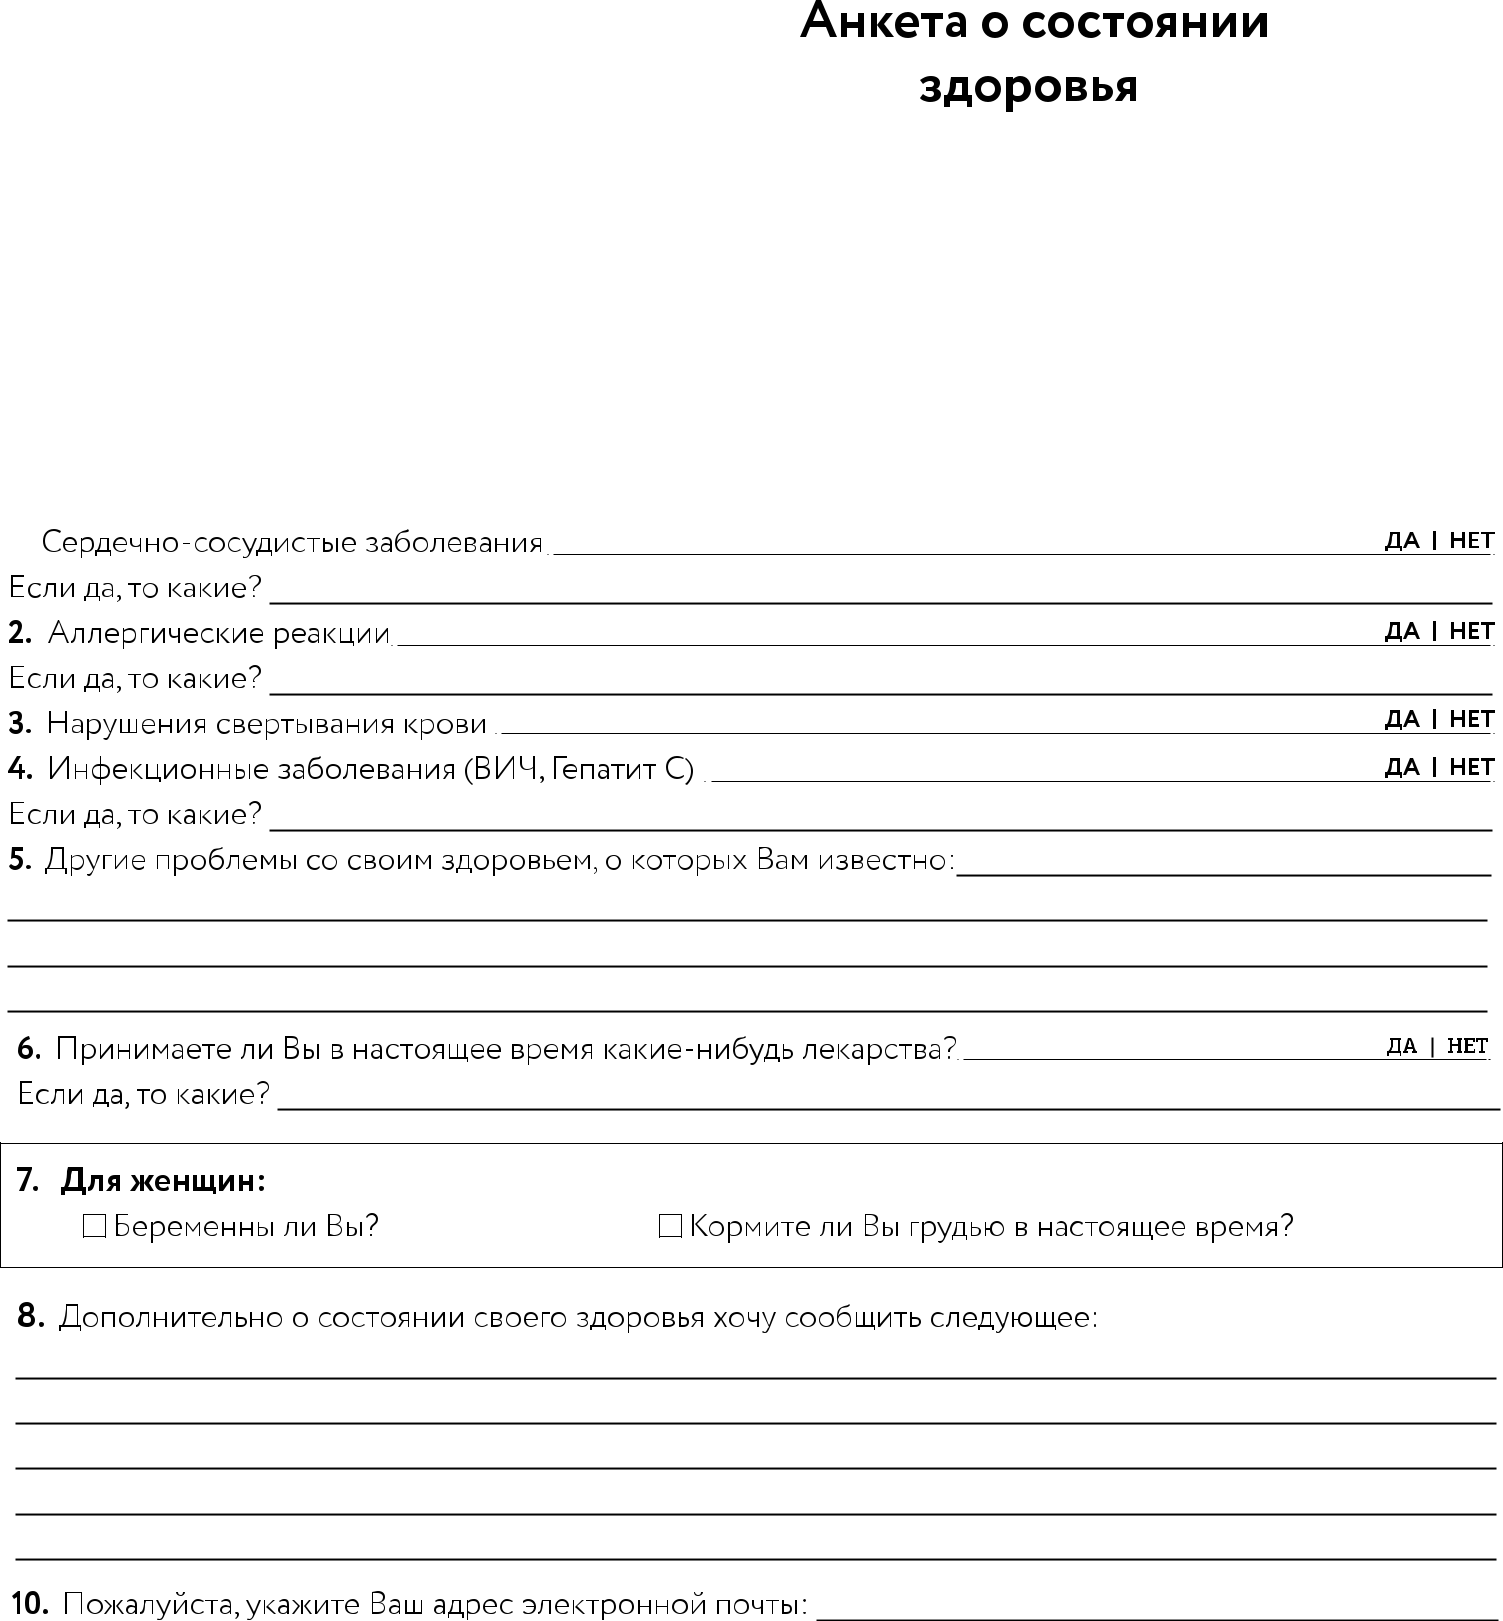 Анкета о состоянии
здоровья
Сердечно-сосудистые заболевания ДА | НЕТ
Если да, то какие?
2. Аллергические реакции ДА | НЕТ
Если да, то какие?
3. Нарушения свертывания крови ДА | НЕТ
4. Инфекционные заболевания (ВИЧ, Гепатит С) ДА | НЕТ
Если да, то какие?
5. Другие проблемы со своим здоровьем, о которых Вам известно:
6. Принимаете ли Вы в настоящее время какие-нибудь лекарства? ДА | НЕТ
Если да, то какие?
7. Для женщин:
Беременны ли Вы? Кормите ли Вы грудью в настоящее время?
8. Дополнительно о состоянии своего здоровья хочу сообщить следующее:
10. Пожалуйста, укажите Ваш адрес электронной почты: